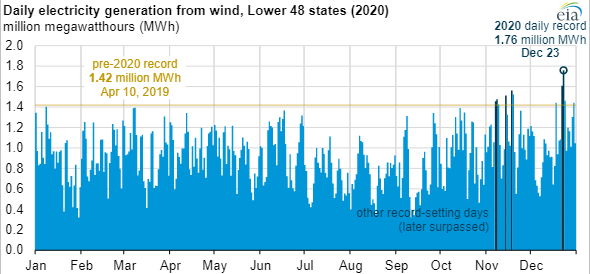 Daily electricity generation from wind, Lower 48 states (2020)
million megawatthours (MWh)
eia
2020 daily record
1.76 million MWh
Dec 23
pre-2020 record
1.42 million MWh
Apr 10, 2019
2.0
1.8
1.6
1.4
1.2
1.0
0.8
0.6
0.4
0.2
0.0
other record-setting days
(later surpassed)
Jan Feb Mar Apr May Jun Jul Aug Sep Oct Nov Dec